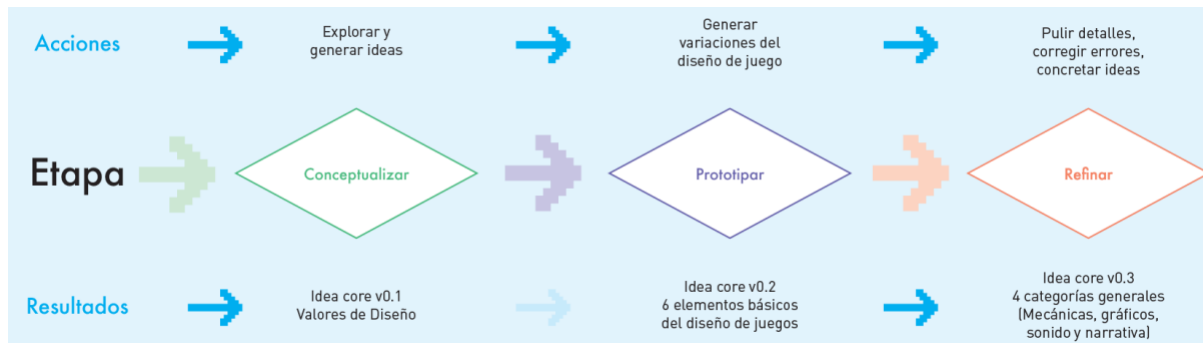 Acciones
Explorar y
generar ideas
Generar
variaciones del
diseño de juego
Pulir detalles,
corregir errores,
concretar ideas
Etapa
Conceptualizar
Prototipar
Refinar
Resultados
Idea core v0.1
Valores de Diseño
Idea core v0.2
6 elementos básicos
del diseño de juegos
Idea core v0.3
4 categorías generales
(Mecánicas, gráficos,
sonido y narrativa)